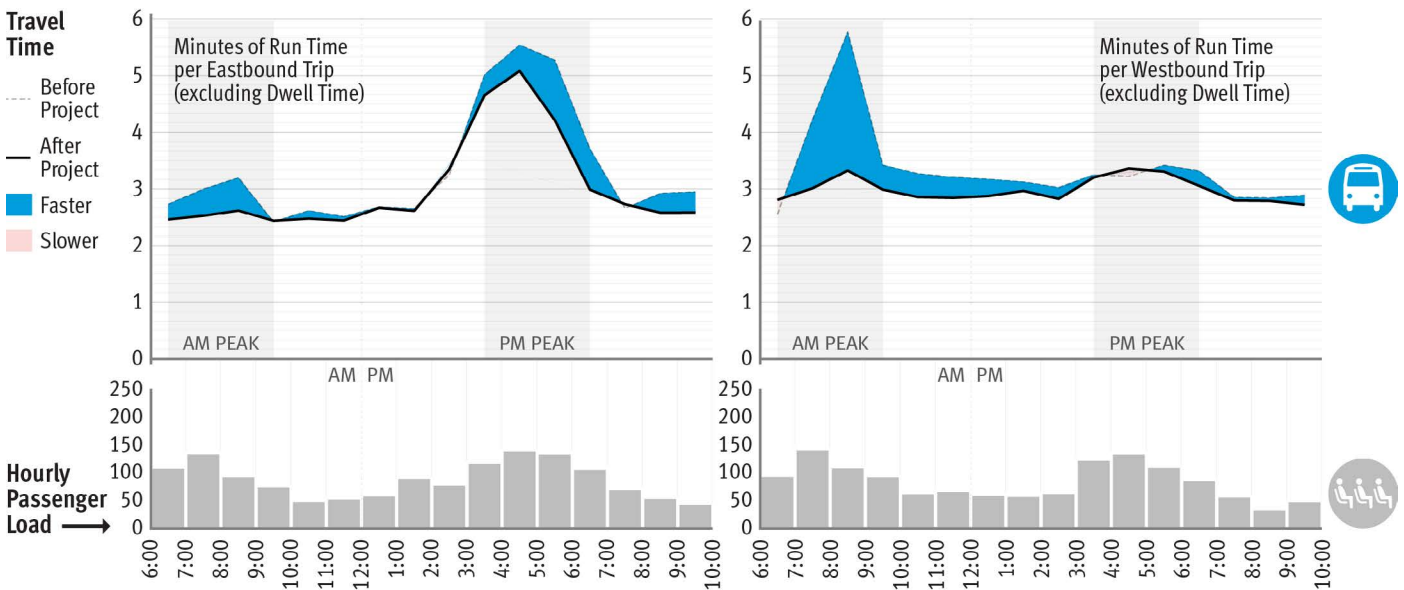 Travel
Time
Before
Project
After
Project
Faster
Slower
6
5
4
3
2
1
0
Minutes of Run Time
per Eastbound Trip
(excluding Dwell Time)
AM PEAK
PM PEAK
AM PM
6
5
4
3
2
1
0
Minutes of Run Time
per Westbound Trip
(excluding Dwell Time)
AM PEAK
PM PEAK
AM PM
Hourly
Passenger
Load
250
200
150
100
50
0
6:00
7:00
8:00
9:00
10:00
11:00
12:00
1:00
2:00
3:00
4:00
5:00
6:00
7:00
8:00
9:00
10:00
250
200
150
100
50
0
6:00
7:00
8:00
9:00
10:00
11:00
12:00
1:00
2:00
3:00
4:00
5:00
6:00
7:00
8:00
9:00
10:00